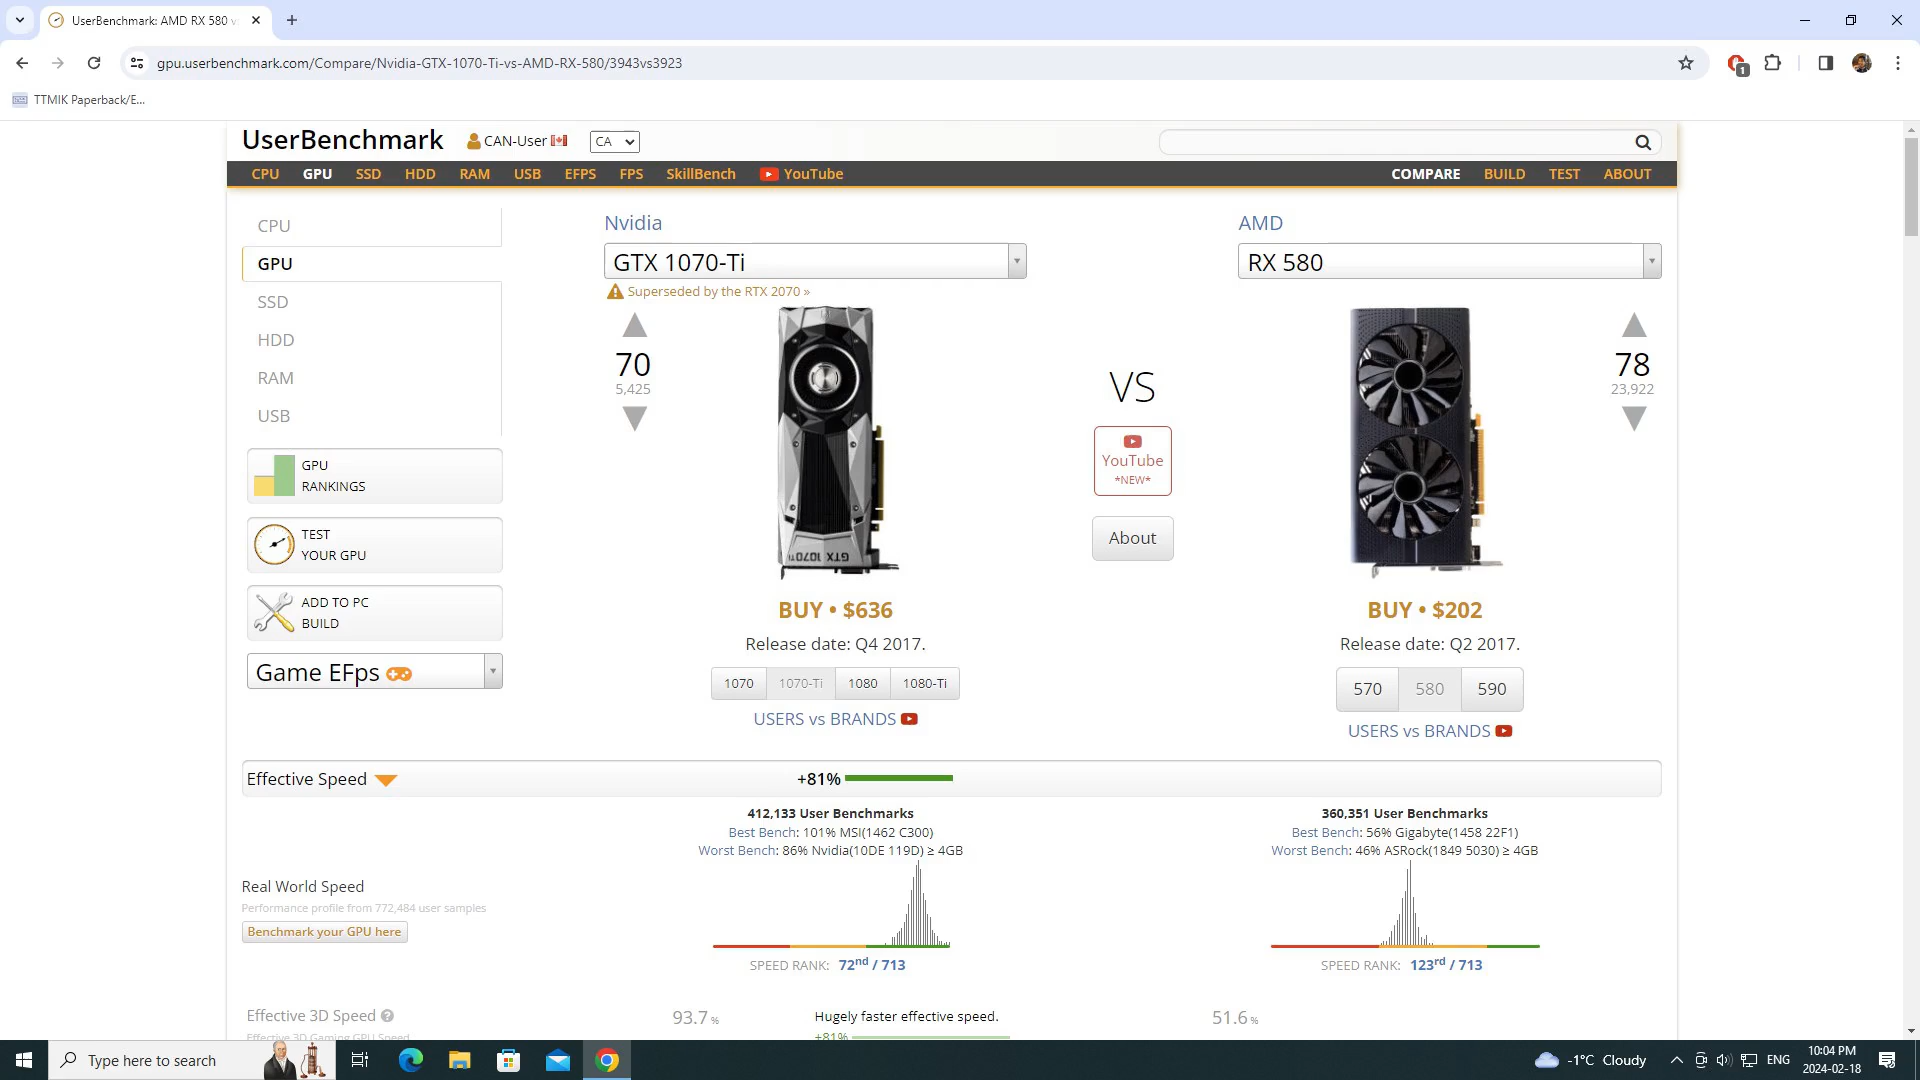 UserBenchmark: AMD RX 580 v
gpu.userbenchmark.com/Compare/Nvidia-GTX-1070-Ti-vs-AMD-RX-580/3943vs3923
1
TTMIK Paperback/E...
UserBenchmark CAN-User CA
CPU GPU SSD HDD RAM USB EFPS FPS SkillBench YouTube COMPARE BUILD TEST ABOUT
CPU
GPU
SSD
HDD
RAM
USB
GPU
RANKINGS
TEST
YOUR GPU
ADD TO PC
BUILD
Game EFps
Nvidia
GTX 1070-Ti
Superseded by the RTX 2070 »
70
5,425
GTX 1070Ti
BUY • $636
Release date: Q4 2017.
1070 1070-Ti 1080 1080-Ti
USERS vs BRANDS
VS
YouTube
*NEW*
About
AMD
RX 580
78
23,922
BUY • $202
Release date: Q2 2017.
570 580 590
USERS vs BRANDS
Effective Speed +81%
Real World Speed
Performance profile from 772,484 user samples
Benchmark your GPU here
412,133 User Benchmarks
Best Bench: 101% MSI(1462 C300)
Worst Bench: 86% Nvidia(10DE 119D) ≥ 4GB
SPEED RANK: 72nd / 713
360,351 User Benchmarks
Best Bench: 56% Gigabyte(1458 22F1)
Worst Bench: 46% ASRock(1849 5030) ≥ 4GB
SPEED RANK: 123rd / 713
Effective 3D Speed 93.7 % Hugely faster effective speed. 51.6 %
Effective 3D Gaming GPU Speed +81%
Type here to search
-1°C Cloudy
ENG
10:04 PM
2024-02-18